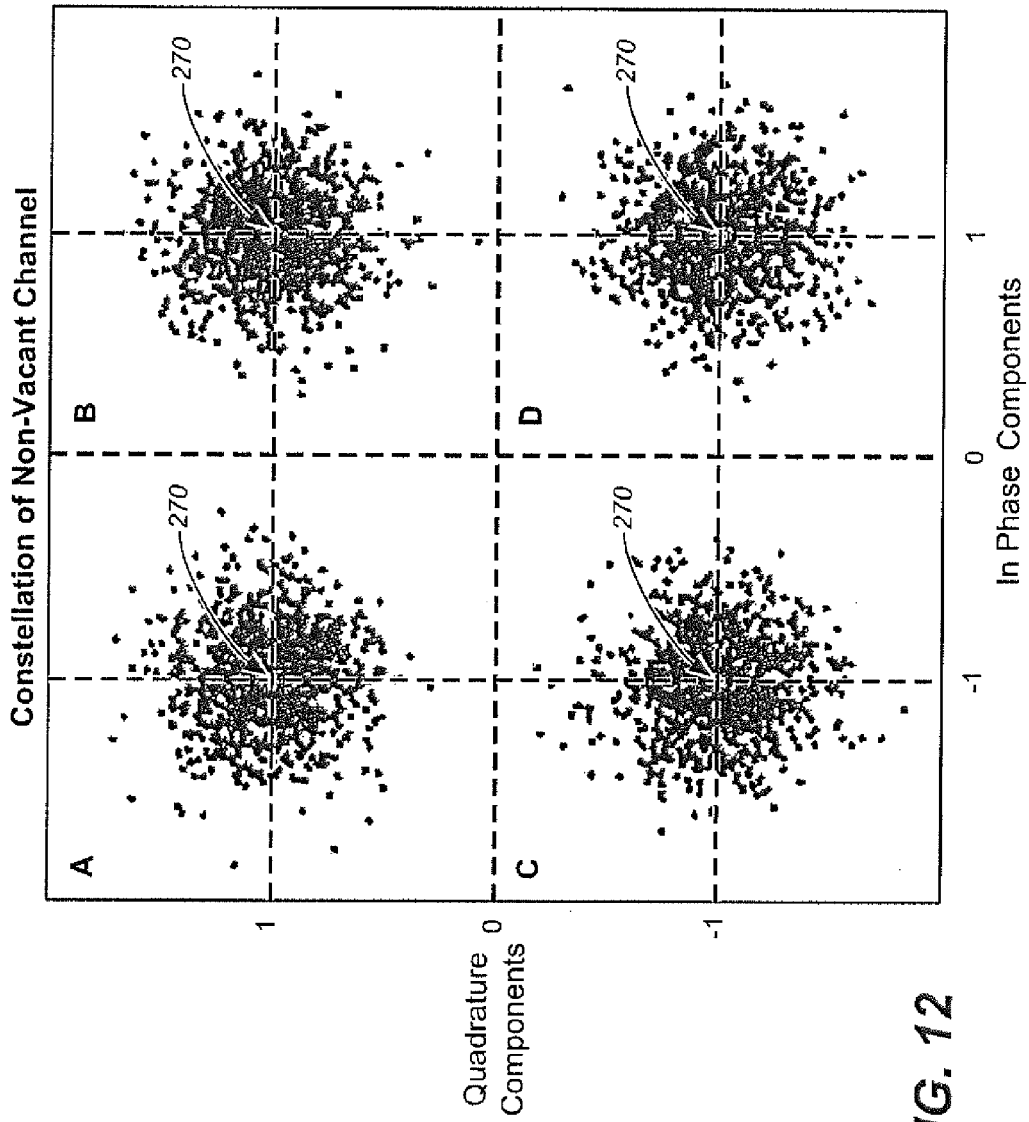 Constellation of Non-Vacant Channel
A
B
270
270
1
Quadrature
Components
0
C
D
270
270
-1
-1
0
1
In Phase Components
IG. 12